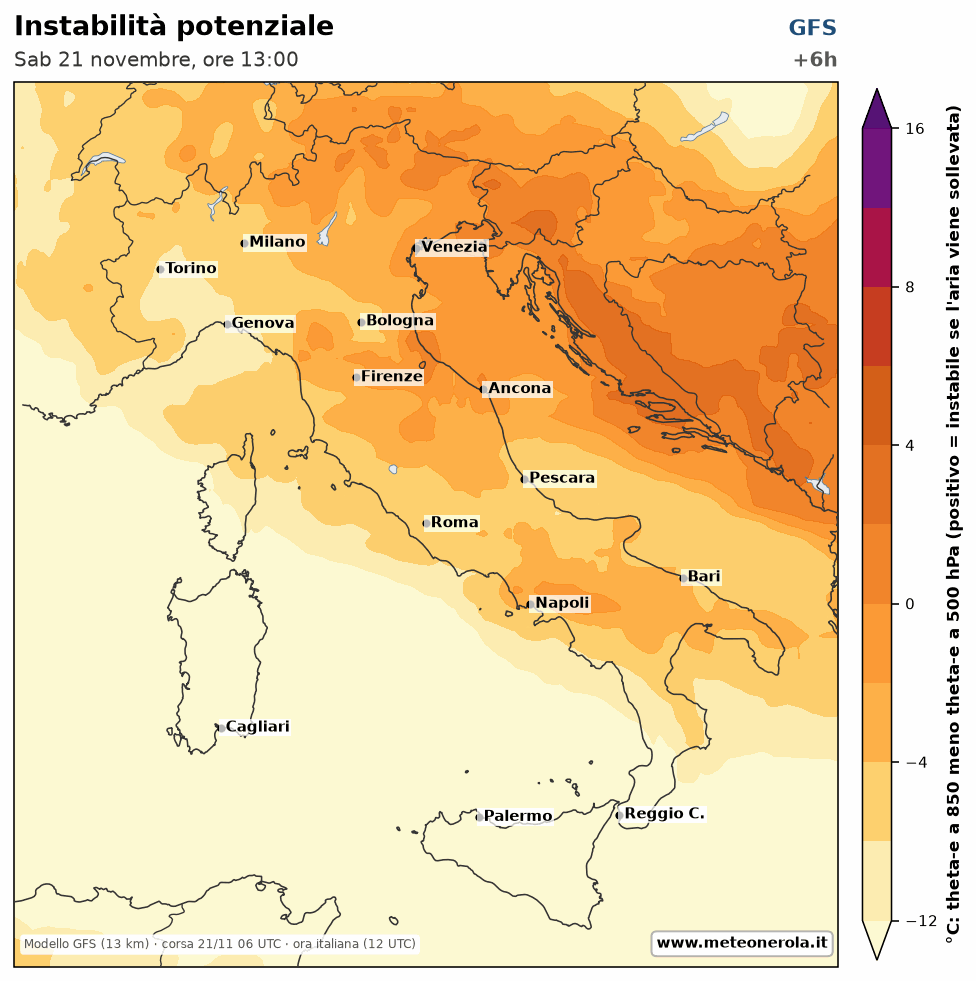 Instabilità potenziale
GFS
Sab 21 novembre, ore 13:00
+6h
Milano
Venezia
Torino
Genova
Bologna
Firenze
Ancona
Pescara
Roma
Bari
Napoli
Cagliari
Palermo
Reggio C.
Modello GFS (13 km) · corsa 21/11 06 UTC · ora italiana (12 UTC)
www.meteonerola.it
16
8
4
0
−4
−12
°C: theta-e a 850 meno theta-e a 500 hPa (positivo = instabile se l'aria viene sollevata)